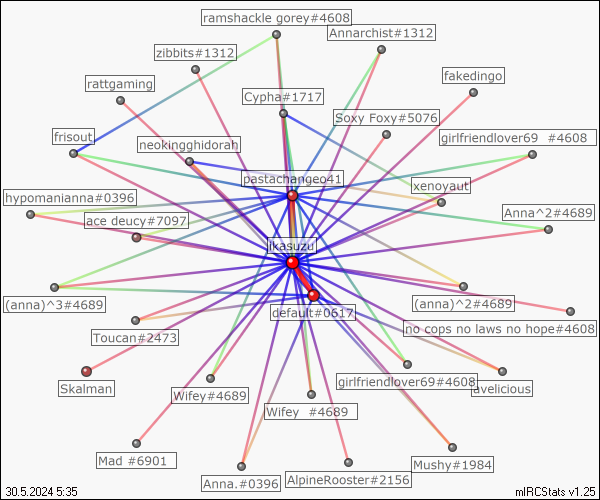 ramshackle gorey#4608
Annarchist#1312
zibbits#1312
fakedingo
rattgaming
Cypha#1717
Soxy Foxy#5076
frisout
neokingghidorah
girlfriendlover69 #4608
pastachangeo41
xenoyaut
hypomanianna#0396
ace deucy#7097
Anna^2#4689
ikasuzu
(anna)^3#4689
(anna)^2#4689
default#0617
no cops no laws no hope#4608
Toucan#2473
Skalman
Wifey#4689
girlfriendlover69#4608
avelicious
Wifey #4689
Mad #6901
Anna.#0396
AlpineRooster#2156
Mushy#1984
30.5.2024 5:35
mIRCStats v1.25